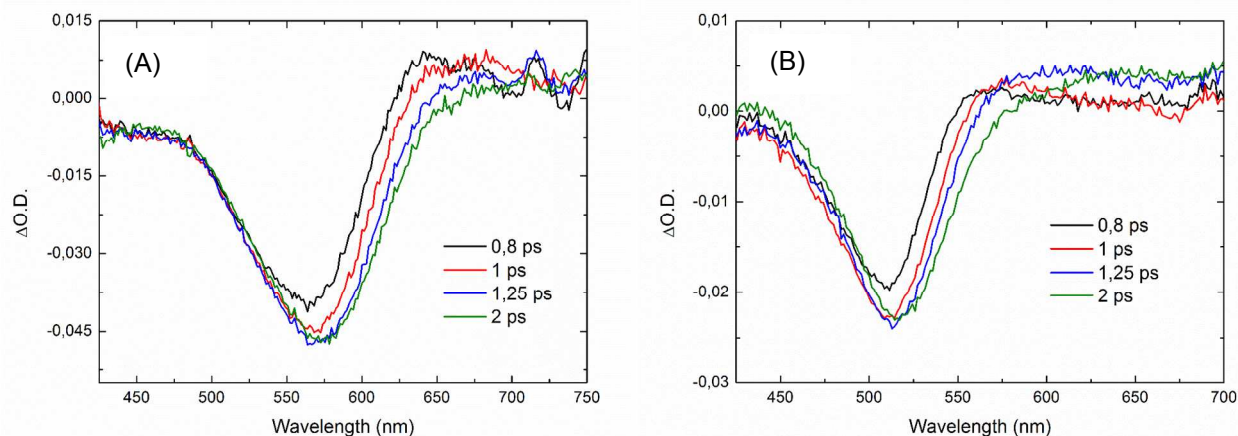 (A)
0,015
0,000
-0,015
-0,030
-0,045
ΔO.D.
0,8 ps
1 ps
1,25 ps
2 ps
450 500 550 600 650 700 750
Wavelength (nm)
(B)
0,01
0,00
-0,01
-0,02
-0,03
ΔO.D.
0,8 ps
1 ps
1,25 ps
2 ps
450 500 550 600 650 700
Wavelength (nm)